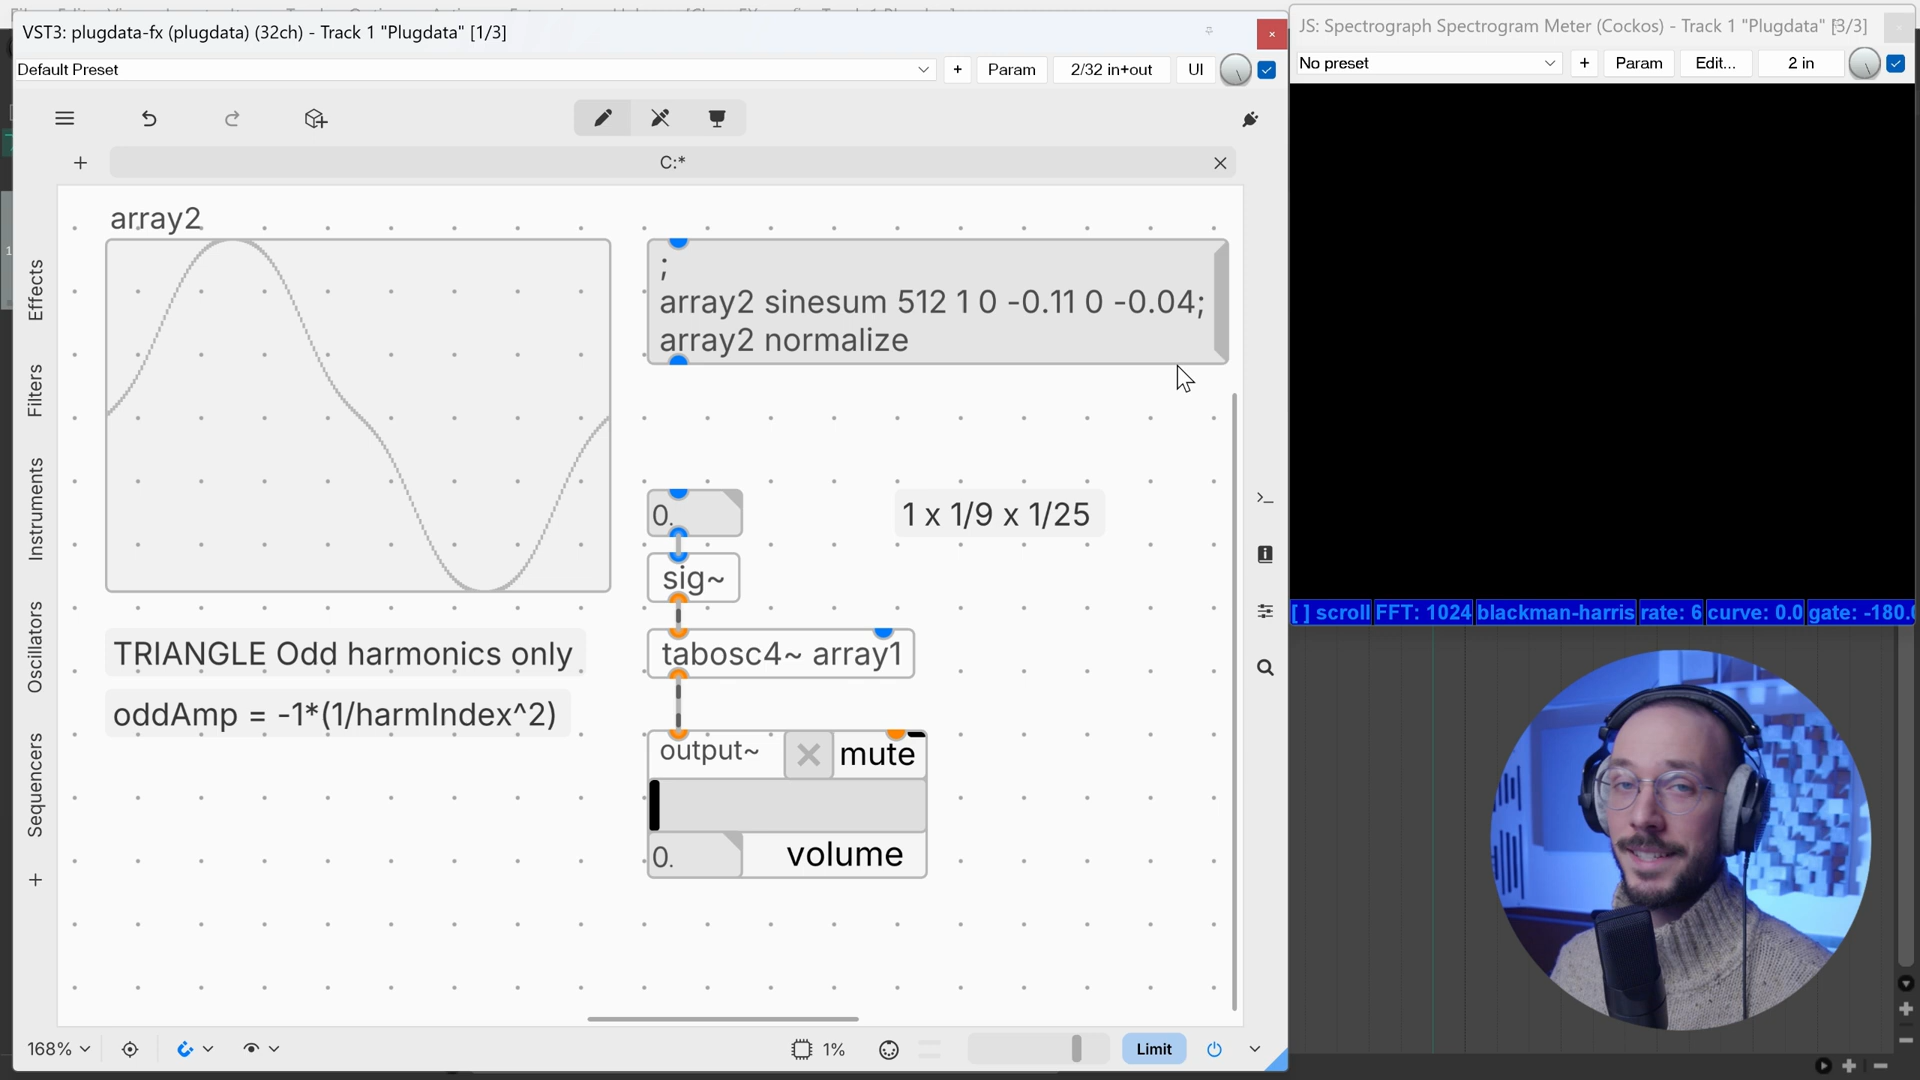 VST3: plugdata-fx (plugdata) (32ch) - Track 1 "Plugdata" [1/3]
JS: Spectrograph Spectrogram Meter (Cockos) - Track 1 "Plugdata" [3/3]
Default Preset
+
Param
2/32 in+out
UI
No preset
+
Param
Edit...
2 in
C:*
array2
;
array2 sinesum 512 1 0 -0.11 0 -0.04;
array2 normalize
Effects
Filters
Instruments
Oscillators
Sequencers
0.
1 x 1/9 x 1/25
sig~
[ ] scroll FFT: 1024 blackman-harris rate: 6 curve: 0.0 gate: -180.0
TRIANGLE Odd harmonics only
tabosc4~ array1
oddAmp = -1*(1/harmIndex^2)
output~
mute
0.
volume
168%
1%
Limit